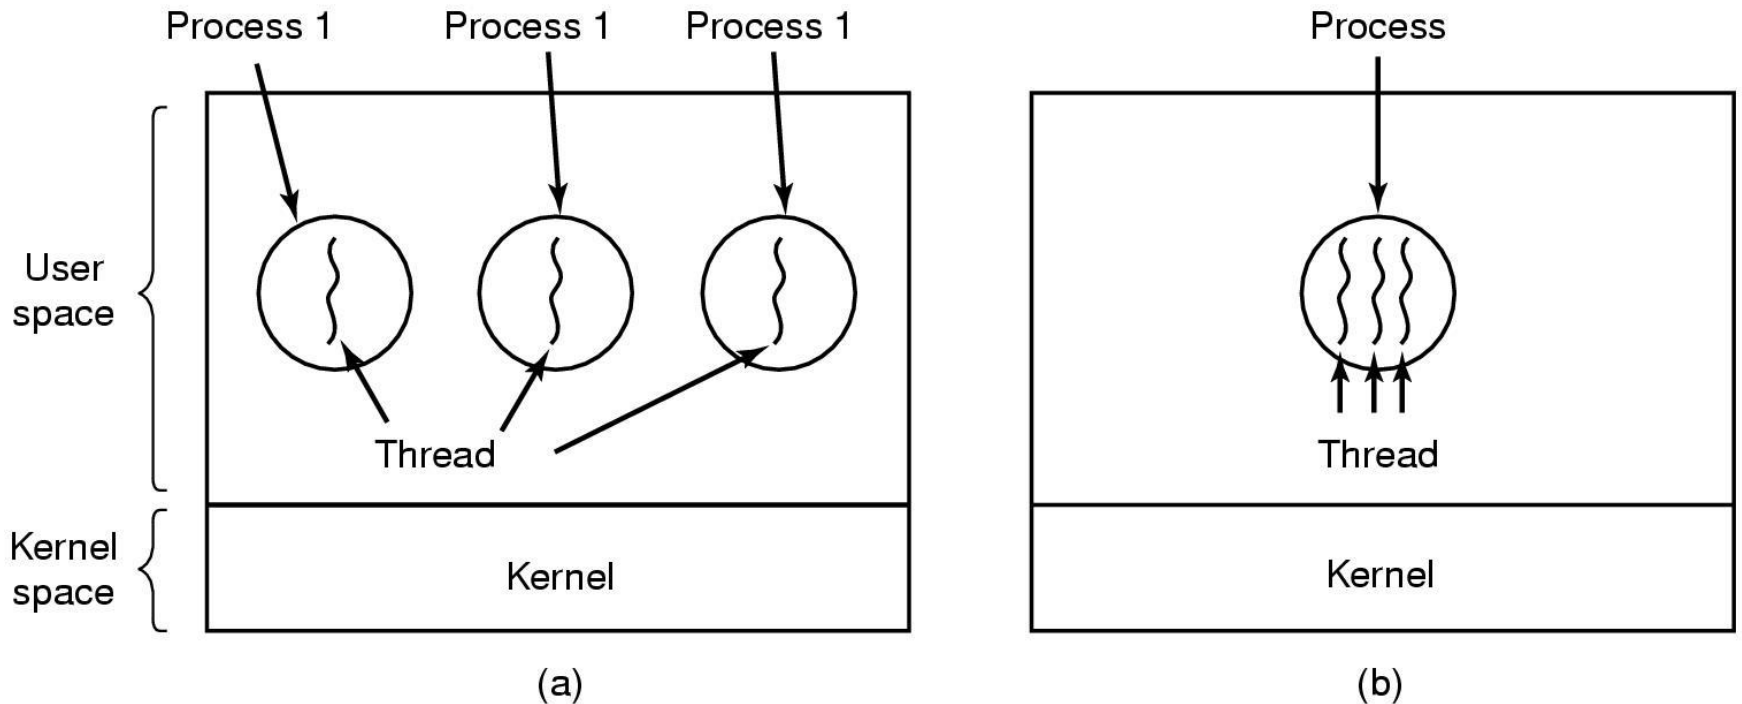 Process 1 Process 1 Process 1 Process
User
space
Thread Thread
Kernel
space
Kernel Kernel
(a) (b)